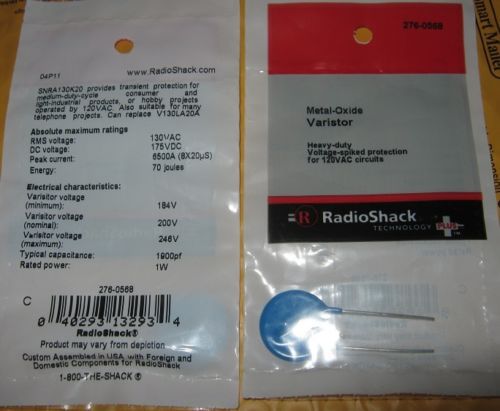 04P11
www.RadioShack.com
SNRA130K20 provides transient protection for
medium-duty-cycle consumer and
light-industrial products, or hobby projects
operated by 120VAC. Also suitable for many
telephone projects. Can replace V130LA20A
Absolute maximum ratings
RMS voltage: 130VAC
DC voltage: 175VDC
Peak current: 6500A (8X20µS)
Energy: 70 joules
Electrical characteristics:
Varistor voltage
(minimum): 184V
Varistor voltage
(nominal): 200V
Varistor voltage
(maximum): 246V
Typical capacitance: 1900pf
Rated power: 1W
276-0568
C
0 40293 13293 4
RadioShack®
Product may vary from depiction
Custom Assembled in USA with Foreign and
Domestic Components for RadioShack
1-800-THE-SHACK ®
276-0568
Metal-Oxide
Varistor
Heavy-duty
Voltage-spiked protection
for 120VAC circuits
R RadioShack
TECHNOLOGY PLUS
C
Smart Mailer